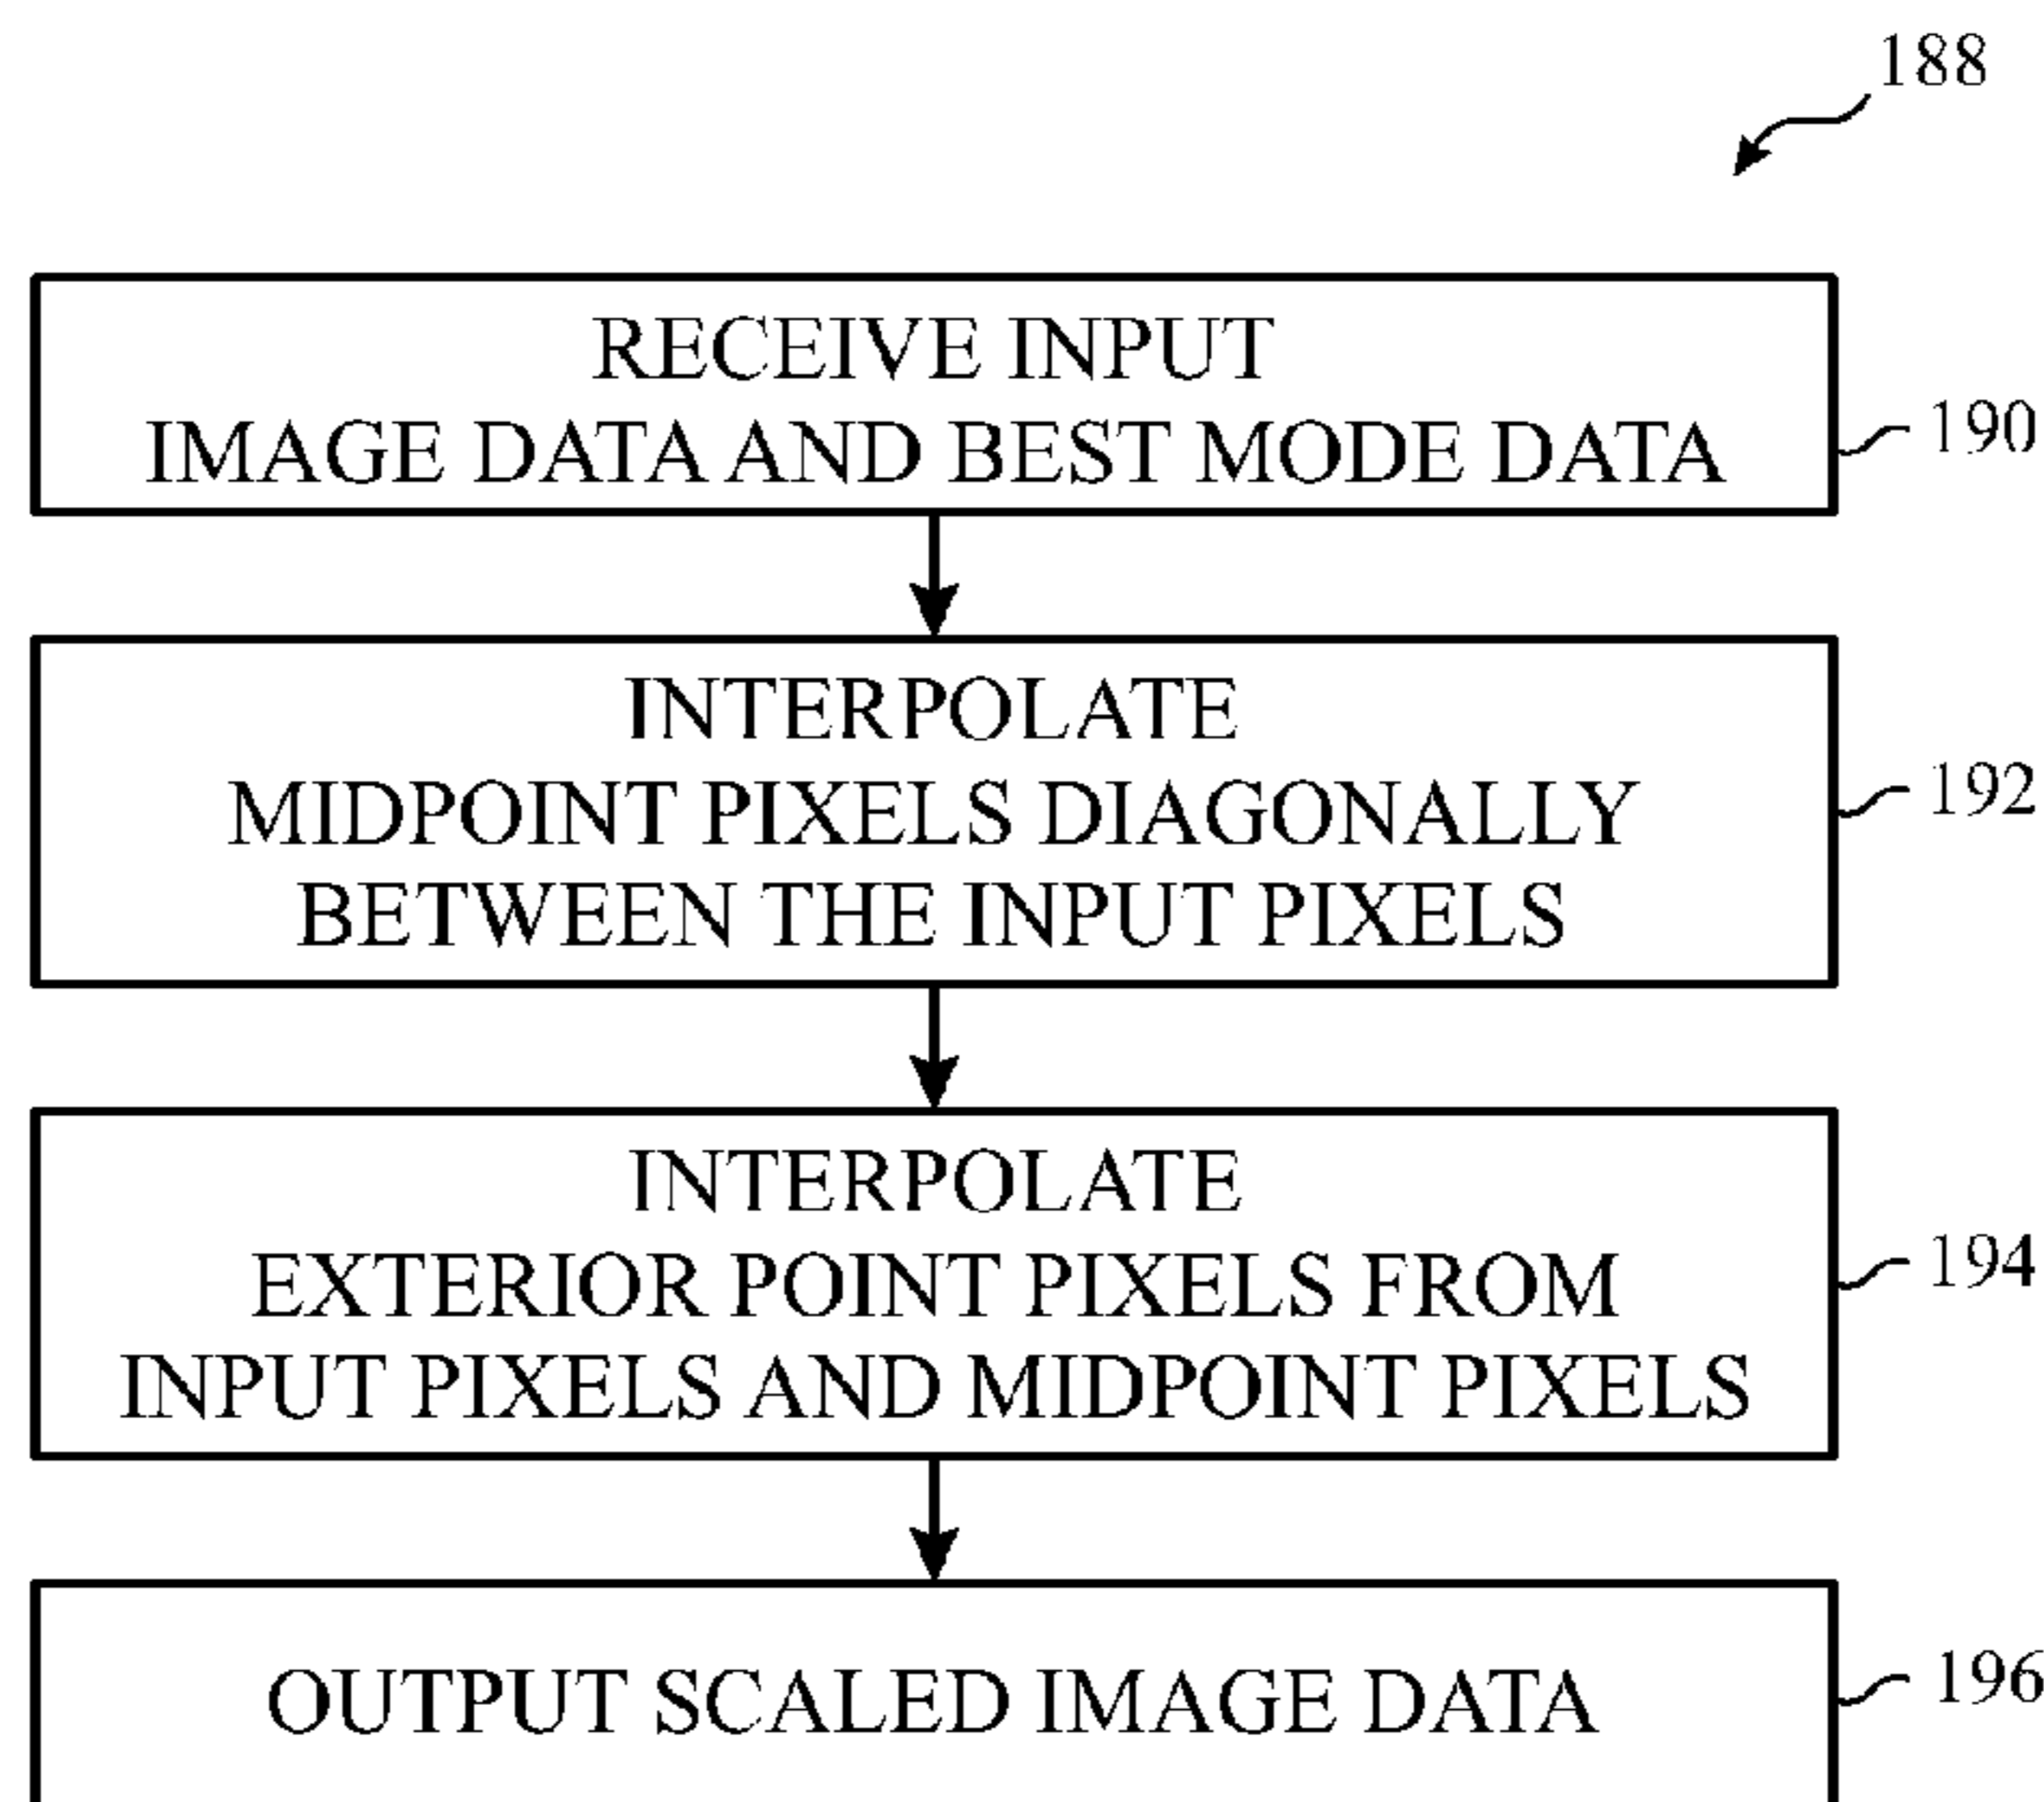 188
RECEIVE INPUT
IMAGE DATA AND BEST MODE DATA
190
INTERPOLATE
MIDPOINT PIXELS DIAGONALLY
BETWEEN THE INPUT PIXELS
192
INTERPOLATE
EXTERIOR POINT PIXELS FROM
INPUT PIXELS AND MIDPOINT PIXELS
194
OUTPUT SCALED IMAGE DATA
196